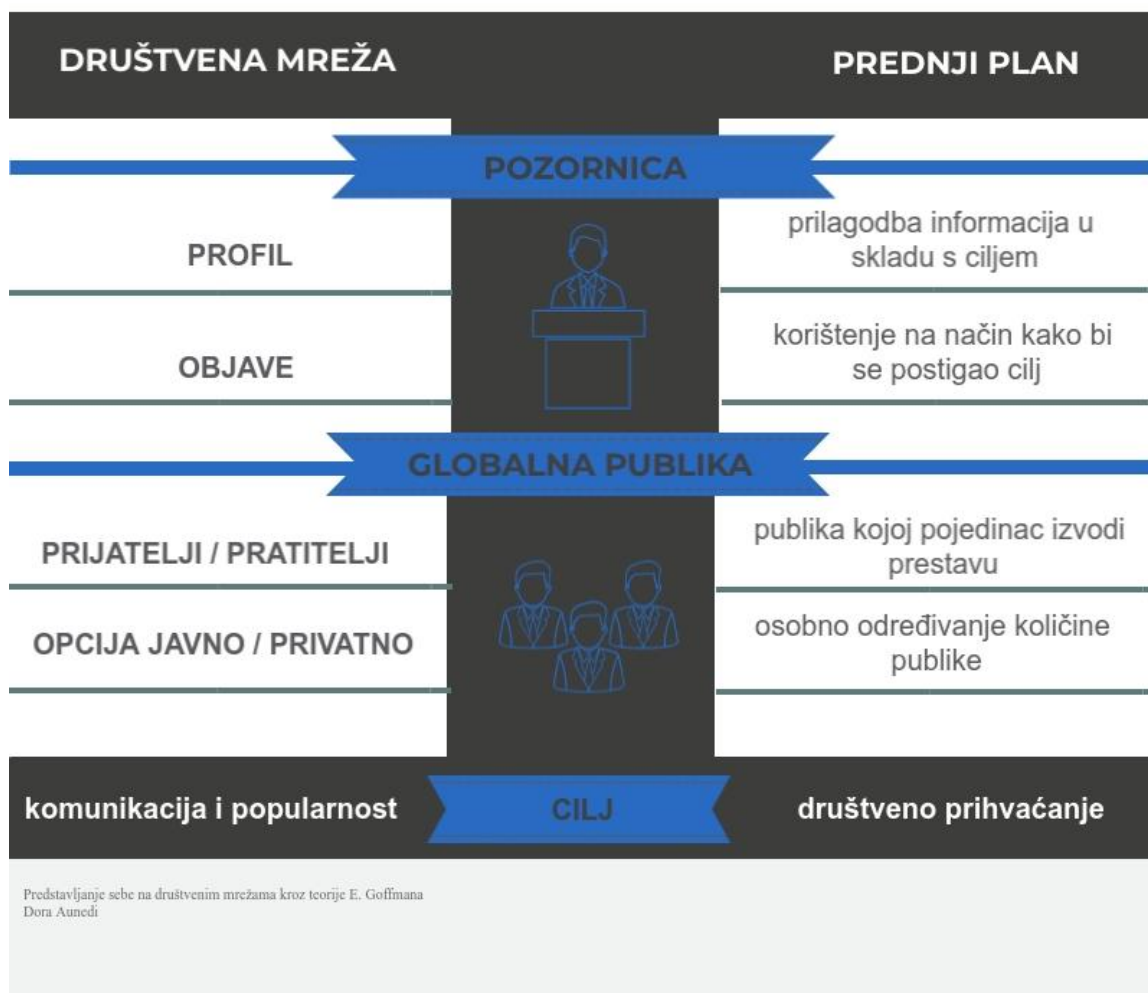 DRUŠTVENA MREŽA
PREDNJI PLAN
POZORNICA
PROFIL
prilagodba informacija u
skladu s ciljem
OBJAVE
korištenje na način kako bi
se postigao cilj
GLOBALNA PUBLIKA
PRIJATELJI / PRATITELJI
publika kojoj pojedinac izvodi
prestavu
OPCIJA JAVNO / PRIVATNO
osobno određivanje količine
publike
komunikacija i popularnost
CILJ
društveno prihvaćanje
Predstavljanje sebe na društvenim mrežama kroz teorije E. Goffmana
Dora Aunedi